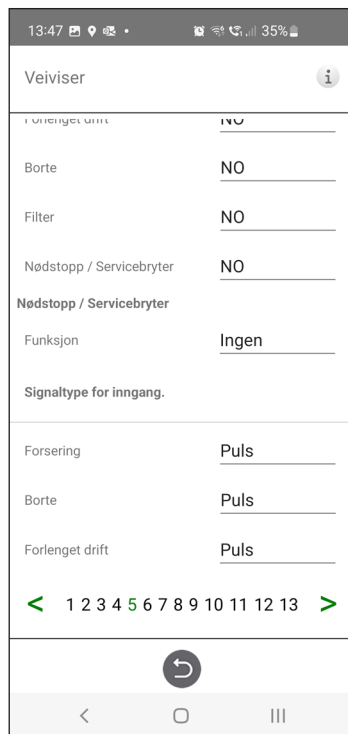 13:47 35%
Veiviser i
Forlenget drift NO
Borte NO
Filter NO
Nødstopp / Servicebryter NO
Nødstopp / Servicebryter
Funksjon Ingen
Signaltype for inngang.
Forsering Puls
Borte Puls
Forlenget drift Puls
< 1 2 3 4 5 6 7 8 9 10 11 12 13 >